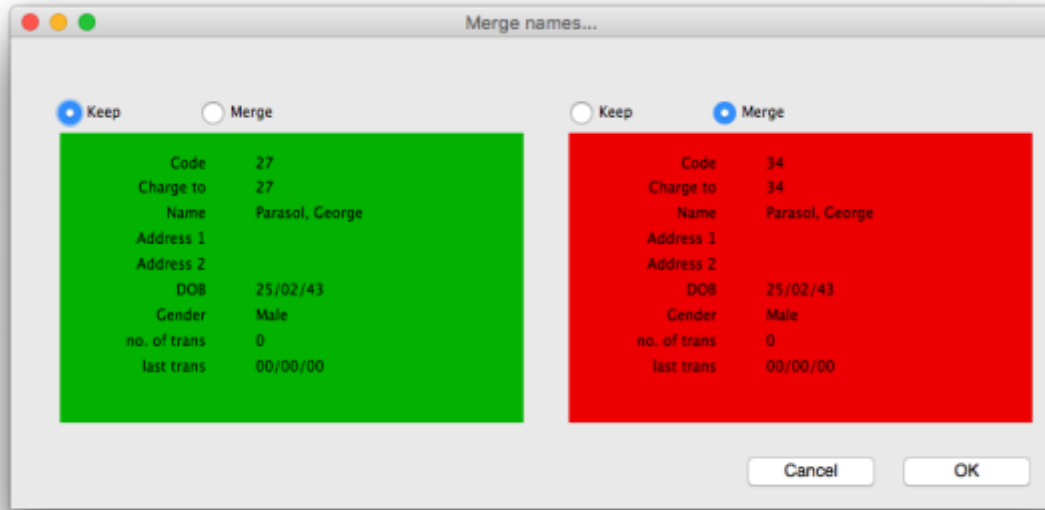 Merge names...
Keep Merge
Code 27
Charge to 27
Name Parasol, George
Address 1
Address 2
DOB 25/02/43
Gender Male
no. of trans 0
last trans 00/00/00
Keep Merge
Code 34
Charge to 34
Name Parasol, George
Address 1
Address 2
DOB 25/02/43
Gender Male
no. of trans 0
last trans 00/00/00
Cancel OK